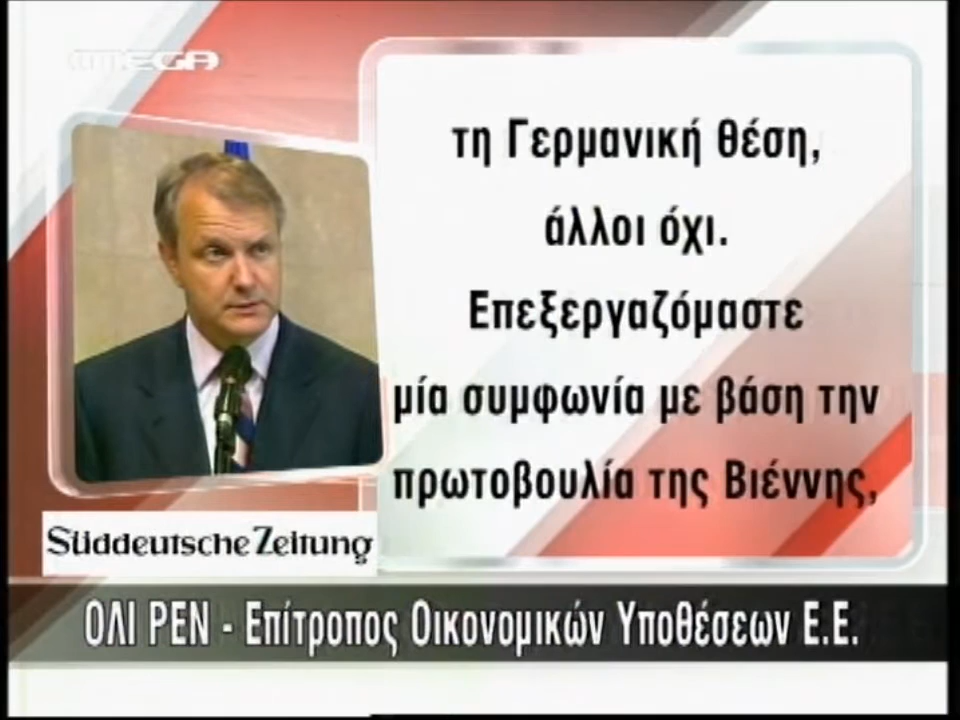 MEGA
τη Γερμανική θέση,
άλλοι όχι.
Επεξεργαζόμαστε
μία συμφωνία με βάση την
πρωτοβουλία της Βιέννης,
Süddeutsche Zeitung
ΟΛΙ ΡΕΝ - Επίτροπος Οικονομικών Υποθέσεων Ε.Ε.